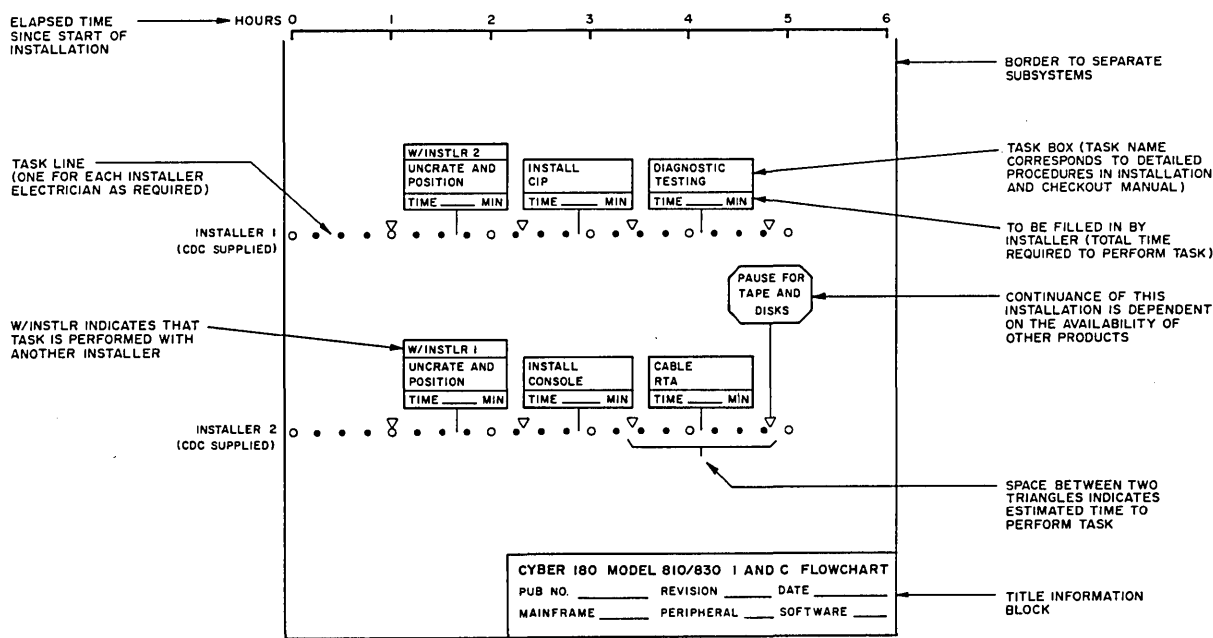 ELAPSED TIME
SINCE START OF
INSTALLATION
HOURS 0 1 2 3 4 5 6
BORDER TO SEPARATE
SUBSYSTEMS
TASK LINE
(ONE FOR EACH INSTALLER
ELECTRICIAN AS REQUIRED)
W/INSTLR 2
UNCRATE AND
POSITION
TIME ____ MIN
INSTALL
CIP
TIME ____ MIN
DIAGNOSTIC
TESTING
TIME ____ MIN
TASK BOX (TASK NAME
CORRESPONDS TO DETAILED
PROCEDURES IN INSTALLATION
AND CHECKOUT MANUAL)
INSTALLER 1
(CDC SUPPLIED)
TO BE FILLED IN BY
INSTALLER (TOTAL TIME
REQUIRED TO PERFORM TASK)
PAUSE FOR
TAPE AND
DISKS
CONTINUANCE OF THIS
INSTALLATION IS DEPENDENT
ON THE AVAILABILITY OF
OTHER PRODUCTS
W/INSTLR INDICATES THAT
TASK IS PERFORMED WITH
ANOTHER INSTALLER
W/INSTLR 1
UNCRATE AND
POSITION
TIME ____ MIN
INSTALL
CONSOLE
TIME ____ MIN
CABLE
RTA
TIME ____ MIN
INSTALLER 2
(CDC SUPPLIED)
SPACE BETWEEN TWO
TRIANGLES INDICATES
ESTIMATED TIME TO
PERFORM TASK
CYBER 180 MODEL 810/830 I AND C FLOWCHART
PUB NO. ____ REVISION ____ DATE ____
MAINFRAME ____ PERIPHERAL ____ SOFTWARE ____
TITLE INFORMATION
BLOCK